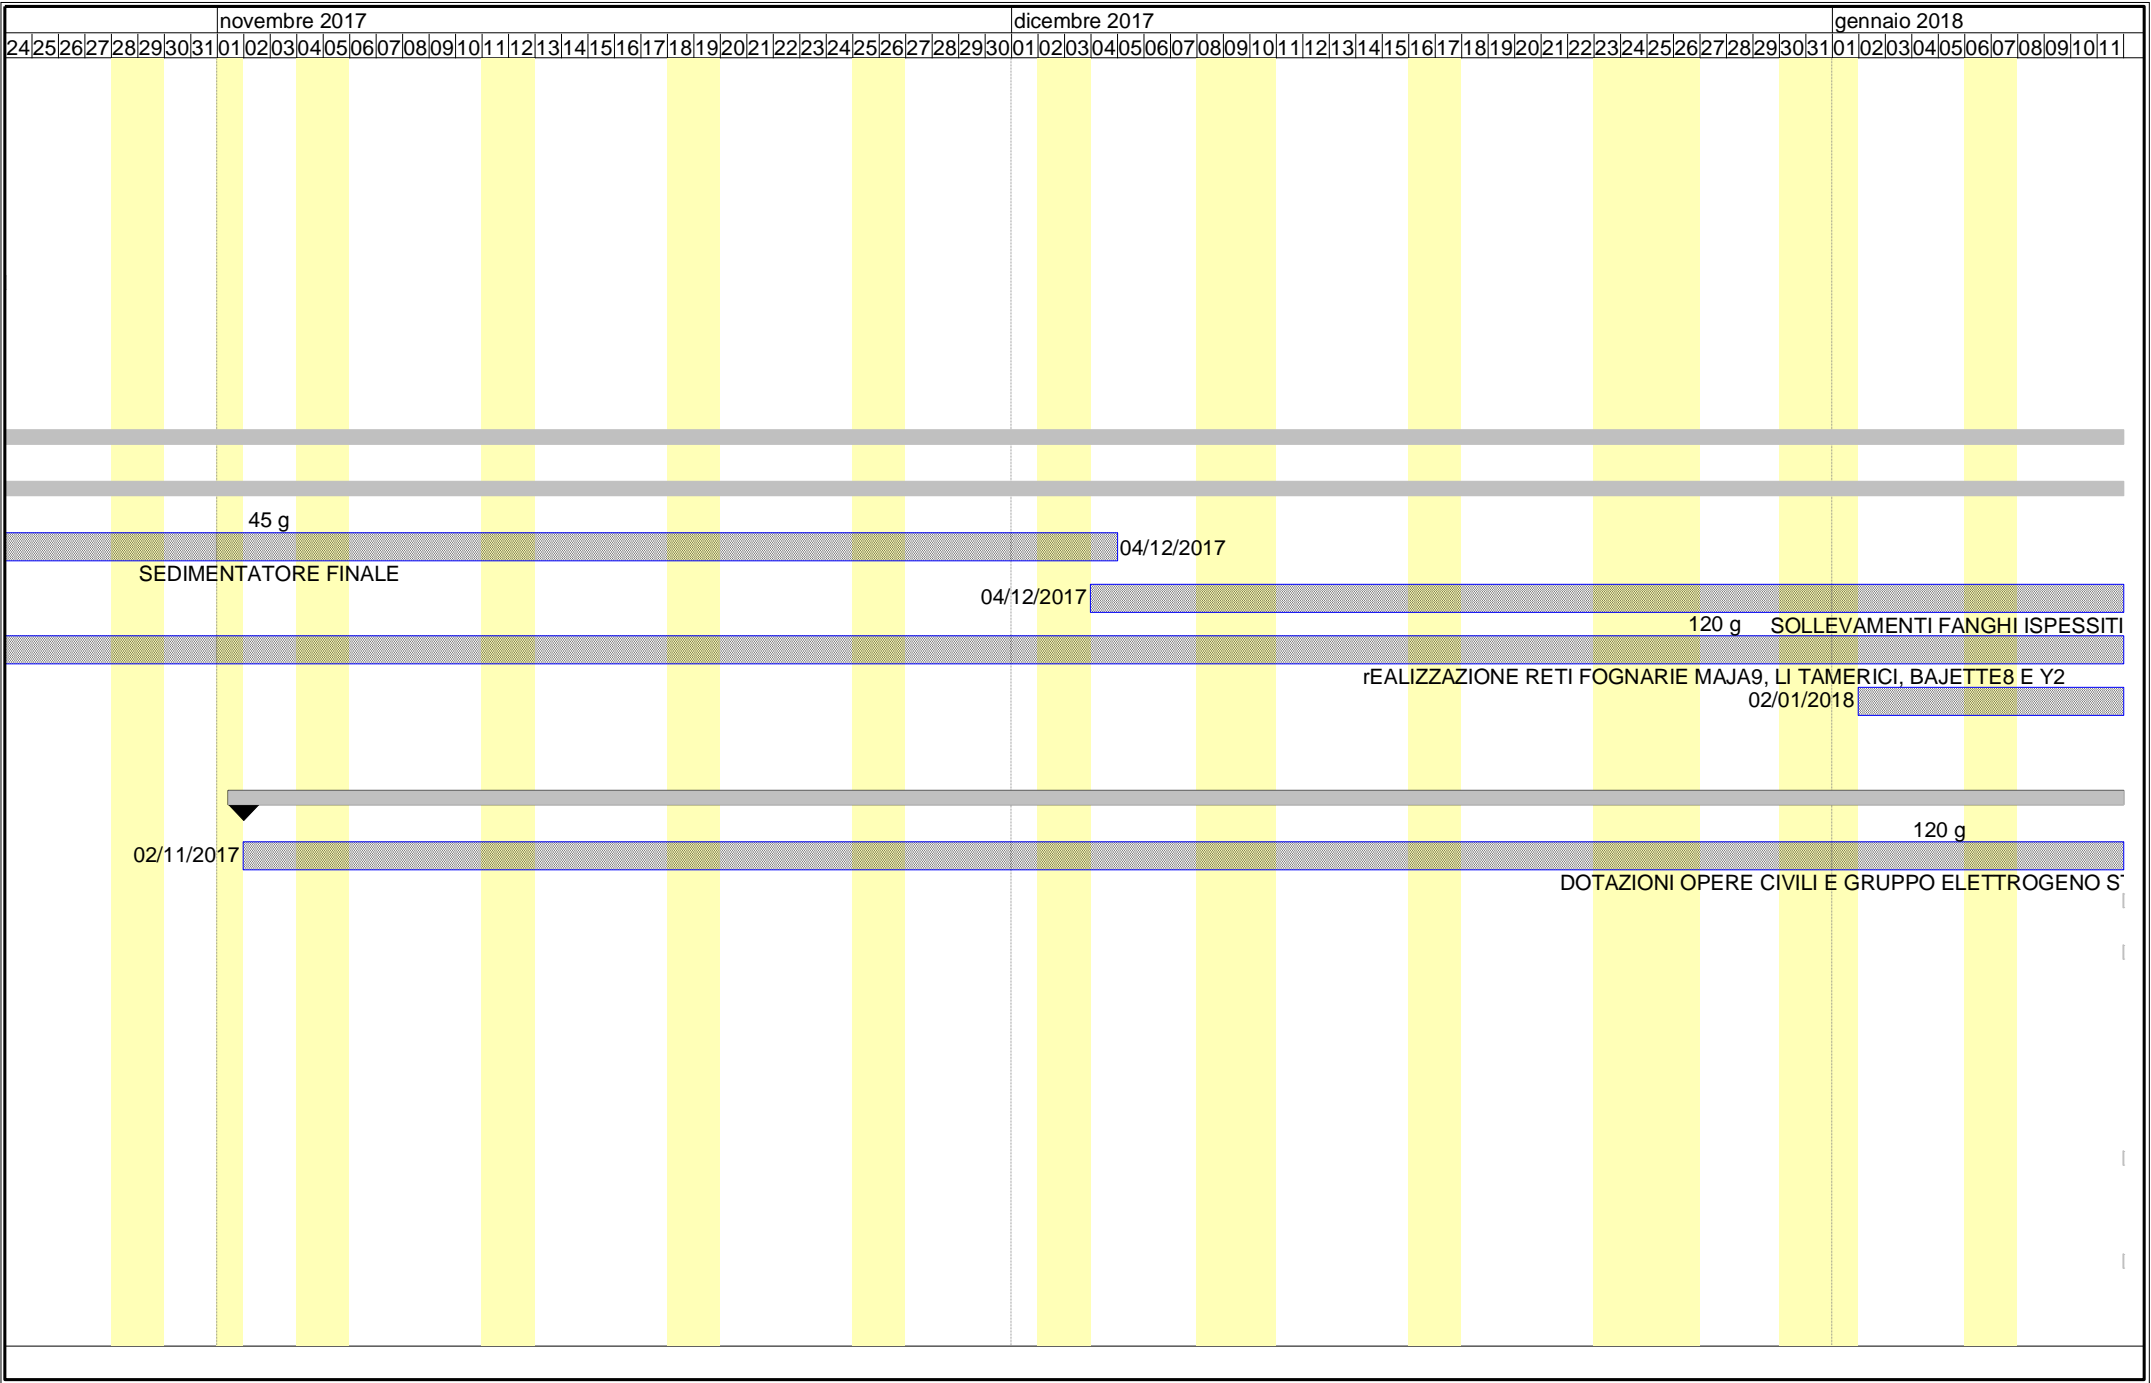 novembre 2017 dicembre 2017 gennaio 2018
24 25 26 27 28 29 30 31 01 02 03 04 05 06 07 08 09 10 11 12 13 14 15 16 17 18 19 20 21 22 23 24 25 26 27 28 29 30 01 02 03 04 05 06 07 08 09 10 11 12 13 14 15 16 17 18 19 20 21 22 23 24 25 26 27 28 29 30 31 01 02 03 04 05 06 07 08 09 10 11
45 g
04/12/2017
SEDIMENTATORE FINALE
04/12/2017
120 g SOLLEVAMENTI FANGHI ISPESSITI
rEALIZZAZIONE RETI FOGNARIE MAJA9, LI TAMERICI, BAJETTE8 E Y2
02/01/2018
120 g
02/11/2017
DOTAZIONI OPERE CIVILI E GRUPPO ELETTROGENO